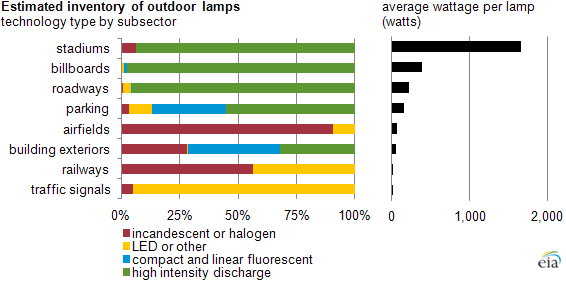 Estimated inventory of outdoor lamps
technology type by subsector
average wattage per lamp
(watts)
stadiums
billboards
roadways
parking
airfields
building exteriors
railways
traffic signals
0% 25% 50% 75% 100%
0 1,000 2,000
incandescent or halogen
LED or other
compact and linear fluorescent
high intensity discharge
eia